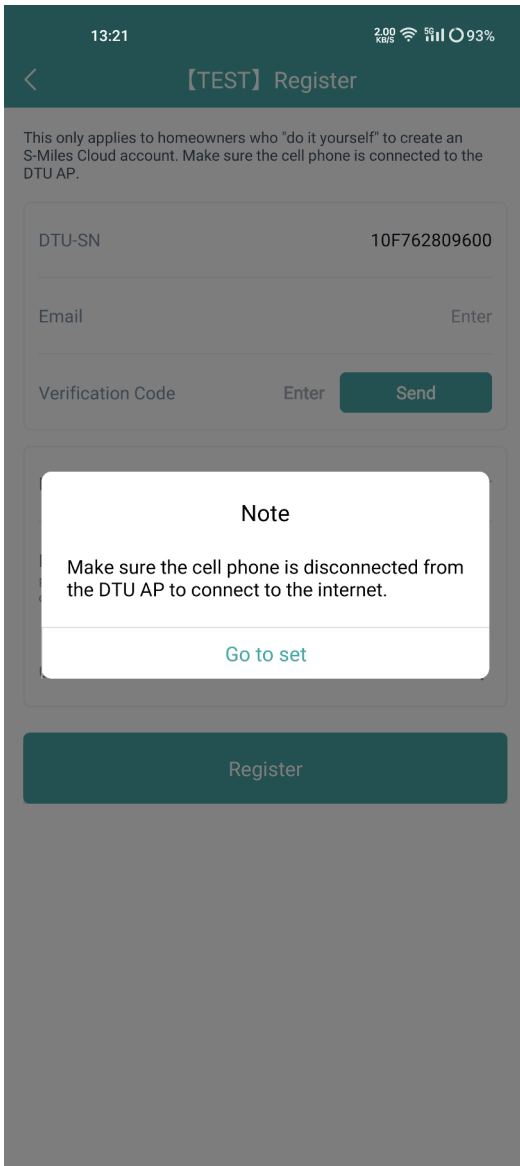 13:21
2.00 KB/S 5G 93%
【TEST】Register
This only applies to homeowners who "do it yourself" to create an
S-Miles Cloud account. Make sure the cell phone is connected to the
DTU AP.
DTU-SN 10F762809600
Email Enter
Verification Code Enter Send
Note
Make sure the cell phone is disconnected from
the DTU AP to connect to the internet.
Go to set
Register